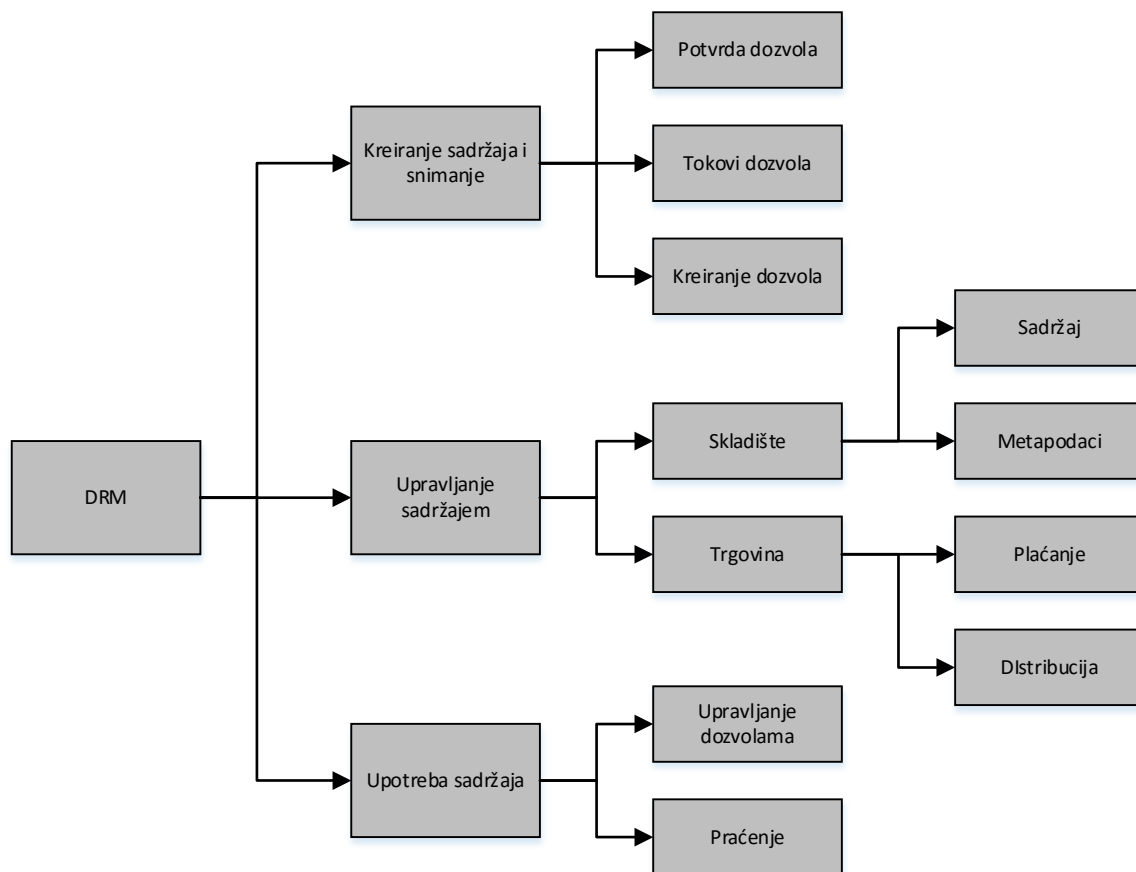 Potvrda dozvola
Kreiranje sadržaja i
snimanje
Tokovi dozvola
Kreiranje dozvola
Sadržaj
Skladište
Metapodaci
DRM
Upravljanje
sadržajem
Trgovina
Plaćanje
DIstribucija
Upravljanje
dozvolama
Upotreba sadržaja
Praćenje